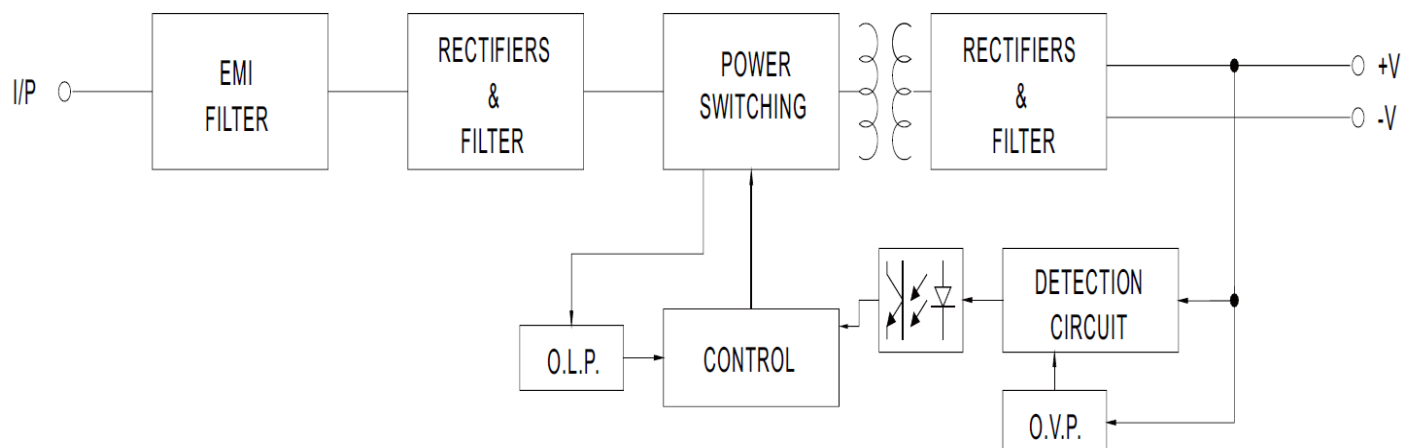 I/P
EMI
FILTER
RECTIFIERS
&
FILTER
POWER
SWITCHING
RECTIFIERS
&
FILTER
+V
-V
DETECTION
CIRCUIT
O.L.P.
CONTROL
O.V.P.